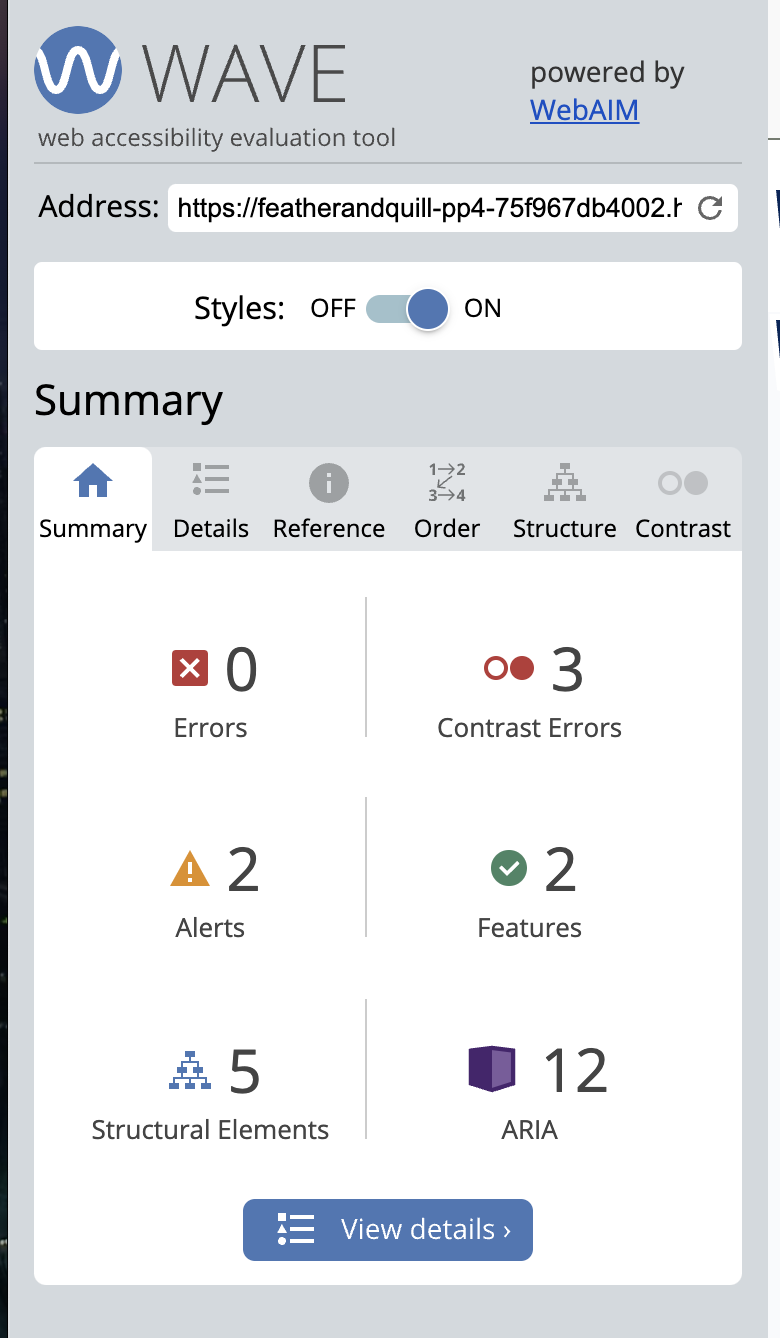 WAVE
powered by
WebAIM
web accessibility evaluation tool
Address: https://featherandquill-pp4-75f967db4002.h
Styles: OFF ON
Summary
1→2
3→4
Summary Details Reference Order Structure Contrast
0 3
Errors Contrast Errors
2 2
Alerts Features
5 12
Structural Elements ARIA
View details ›